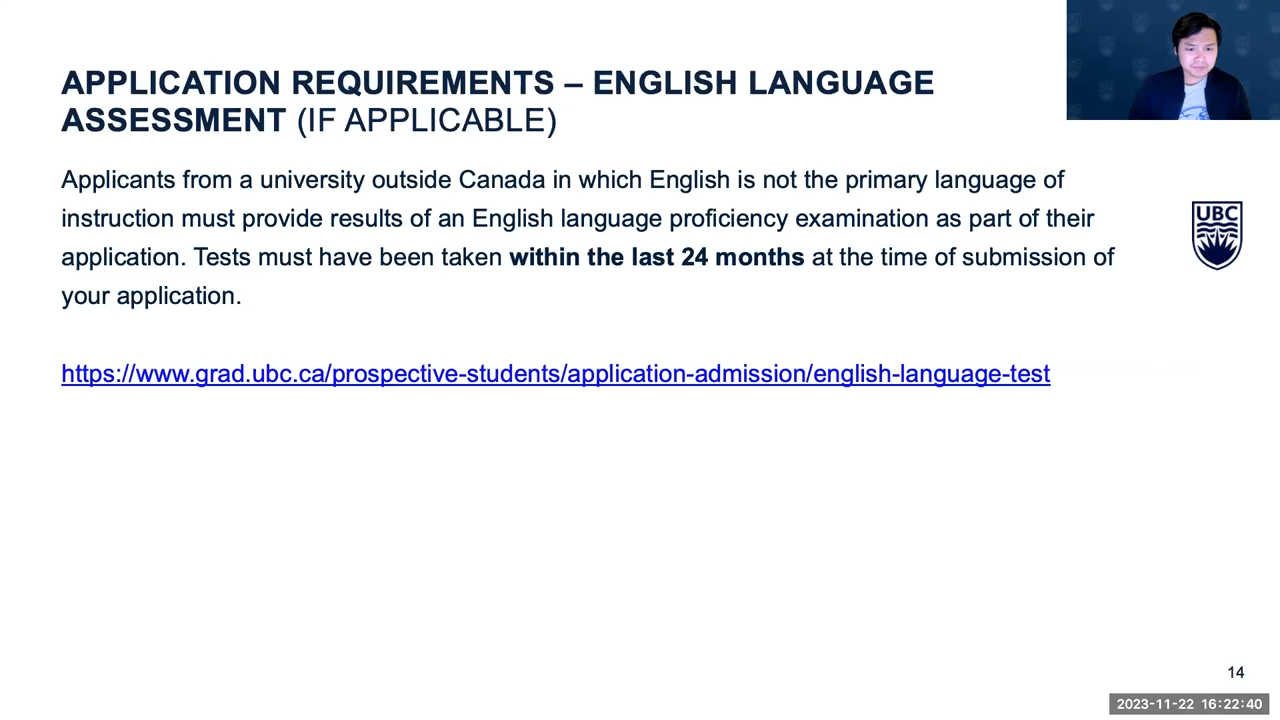 APPLICATION REQUIREMENTS – ENGLISH LANGUAGE
ASSESSMENT (IF APPLICABLE)
Applicants from a university outside Canada in which English is not the primary language of
instruction must provide results of an English language proficiency examination as part of their
application. Tests must have been taken within the last 24 months at the time of submission of
your application.
UBC
https://www.grad.ubc.ca/prospective-students/application-admission/english-language-test
14
2023-11-22 16:22:40